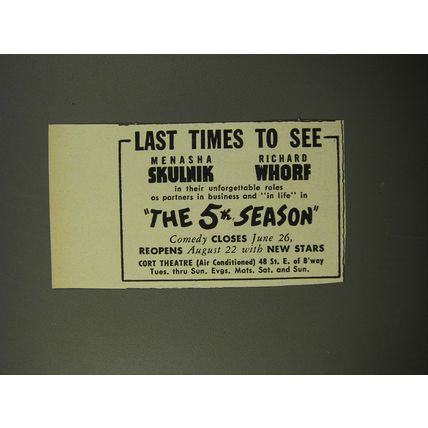 LAST TIMES TO SEE
MENASHA RICHARD
SKULNIK WHORF
in their unforgettable roles
as partners in business and "in life" in
"THE 5th SEASON"
Comedy CLOSES June 26,
REOPENS August 22 with NEW STARS
CORT THEATRE (Air Conditioned) 48 St. E. of B'way
Tues. thru Sun. Evgs. Mats. Sat. and Sun.